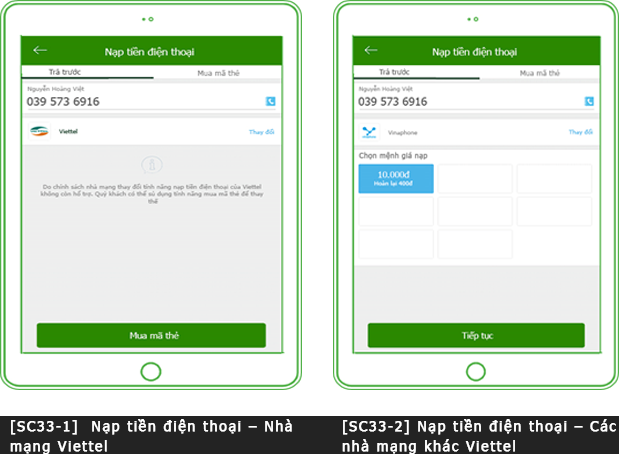 Nạp tiền điện thoại
Trả trước
Mua mã thẻ
Nguyễn Hoàng Việt
039 573 6916
Viettel
Thay đổi
Do chính sách nhà mạng thay đổi tính năng nạp tiền điện thoại của Viettel
không còn hỗ trợ. Quý khách có thể sử dụng tính năng mua mã thẻ để thay
thế
Mua mã thẻ
[SC33-1] Nạp tiền điện thoại – Nhà
mạng Viettel
Nạp tiền điện thoại
Trả trước
Mua mã thẻ
Nguyễn Hoàng Việt
039 573 6916
Vinaphone
Thay đổi
Chọn mệnh giá nạp
10.000đ
Hoàn lại 400đ
Tiếp tục
[SC33-2] Nạp tiền điện thoại – Các
nhà mạng khác Viettel